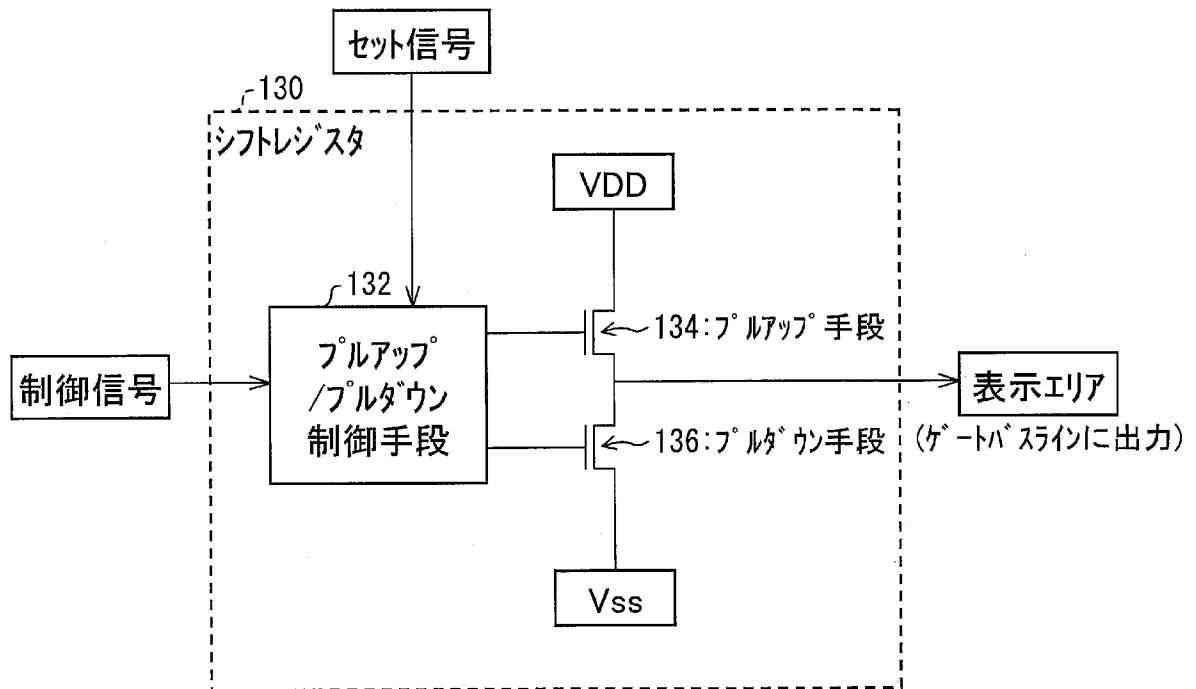 セット信号
130
シフトレジスタ
VDD
132
134:プルアップ手段
プルアップ
/プルダウン
制御手段
制御信号
表示エリア
136:プルダウン手段
(ゲートバスラインに出力)
Vss